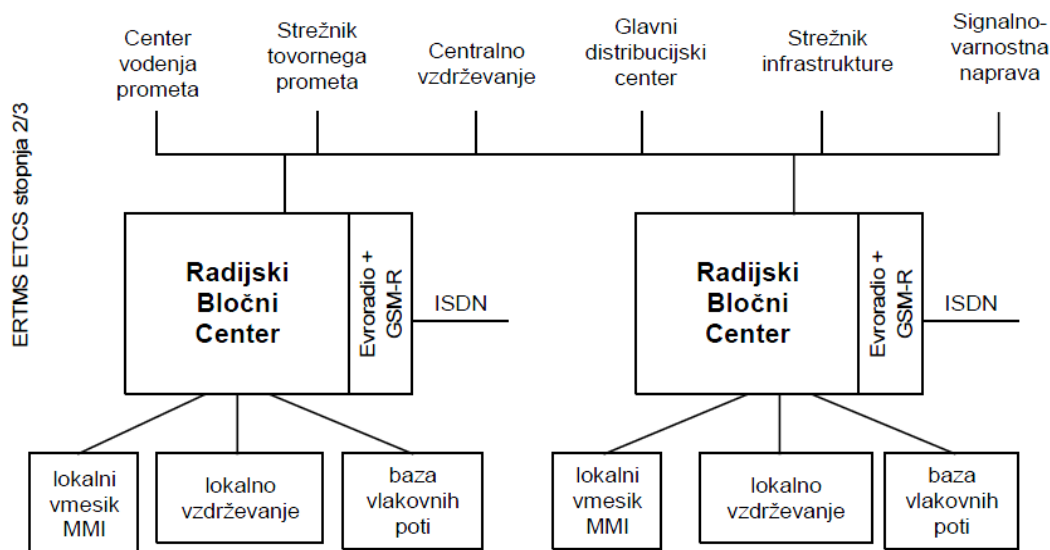 Center
vodenja
prometa
Strežnik
tovornega
prometa
Centralno
vzdrževanje
Glavni
distribucijski
center
Strežnik
infrastrukture
Signalno-
varnostna
naprava
ERTMS ETCS stopnja 2/3
Radijski
Bločni
Center
Evroradio +
GSM-R
ISDN
Radijski
Bločni
Center
Evroradio +
GSM-R
ISDN
lokalni
vmesik
MMI
lokalno
vzdrževanje
baza
vlakovnih
poti
lokalni
vmesik
MMI
lokalno
vzdrževanje
baza
vlakovnih
poti